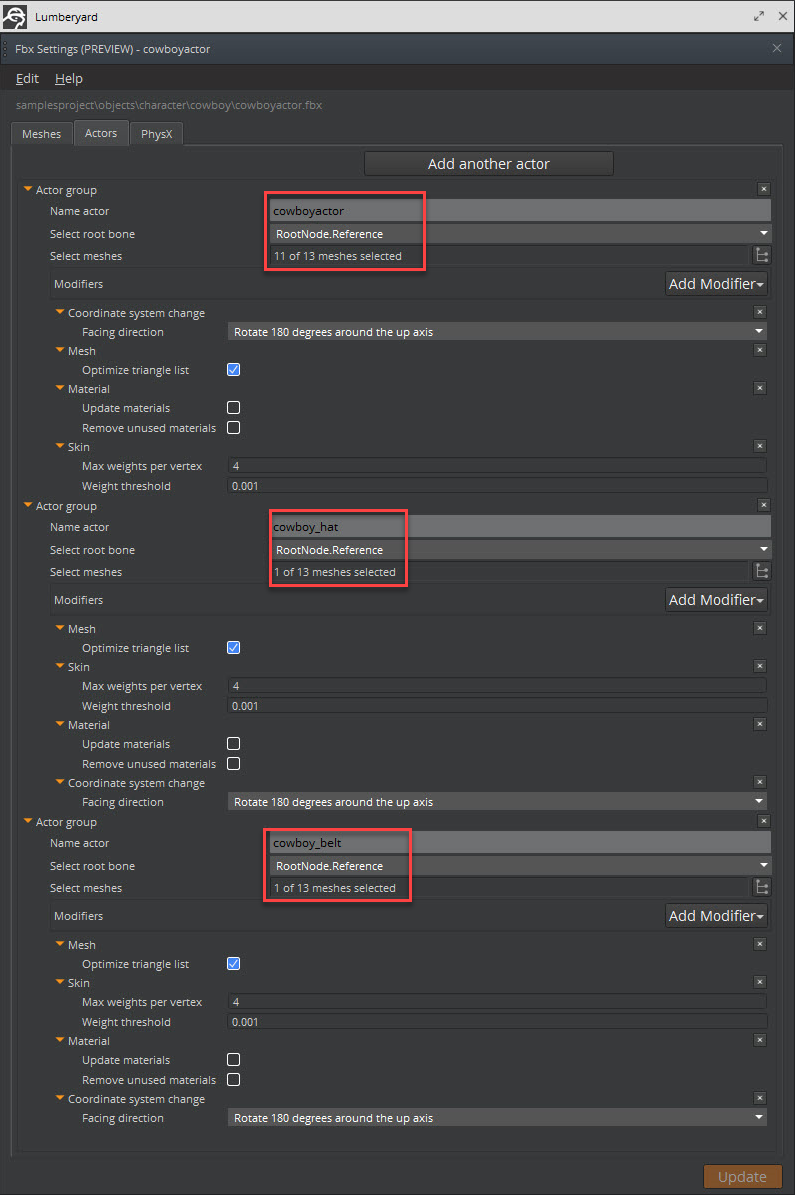 Lumberyard
Fbx Settings (PREVIEW) - cowboyactor
Edit Help
samplesproject\objects\character\cowboy\cowboyactor.fbx
Meshes Actors PhysX
Add another actor
Actor group
Name actor cowboyactor
Select root bone RootNode.Reference
Select meshes 11 of 13 meshes selected
Modifiers Add Modifier
Coordinate system change
Facing direction Rotate 180 degrees around the up axis
Mesh
Optimize triangle list
Material
Update materials
Remove unused materials
Skin
Max weights per vertex 4
Weight threshold 0.001
Actor group
Name actor cowboy_hat
Select root bone RootNode.Reference
Select meshes 1 of 13 meshes selected
Modifiers Add Modifier
Mesh
Optimize triangle list
Skin
Max weights per vertex 4
Weight threshold 0.001
Material
Update materials
Remove unused materials
Coordinate system change
Facing direction Rotate 180 degrees around the up axis
Actor group
Name actor cowboy_belt
Select root bone RootNode.Reference
Select meshes 1 of 13 meshes selected
Modifiers Add Modifier
Mesh
Optimize triangle list
Skin
Max weights per vertex 4
Weight threshold 0.001
Material
Update materials
Remove unused materials
Coordinate system change
Facing direction Rotate 180 degrees around the up axis
Update